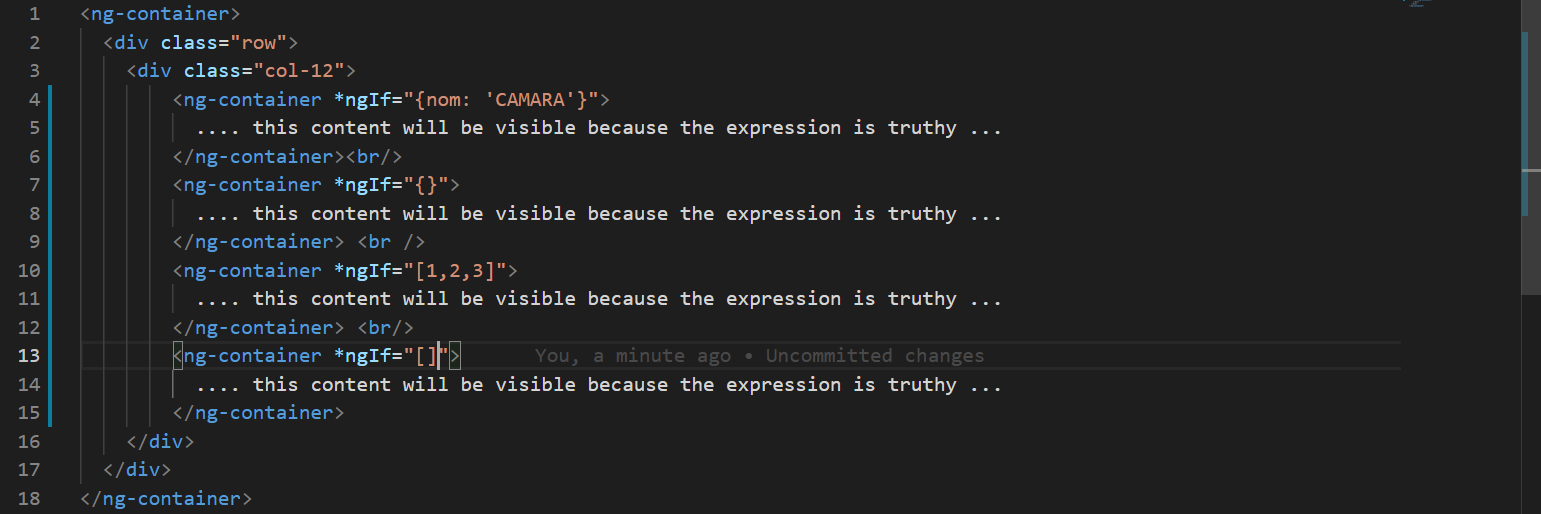 1 <ng-container>
2 <div class="row">
3 <div class="col-12">
4 <ng-container *ngIf="{nom: 'CAMARA'}">
5 .... this content will be visible because the expression is truthy ...
6 </ng-container><br/>
7 <ng-container *ngIf="{}">
8 .... this content will be visible because the expression is truthy ...
9 </ng-container> <br />
10 <ng-container *ngIf="[1,2,3]">
11 .... this content will be visible because the expression is truthy ...
12 </ng-container> <br/>
13 <ng-container *ngIf="[]"> You, a minute ago • Uncommitted changes
14 .... this content will be visible because the expression is truthy ...
15 </ng-container>
16 </div>
17 </div>
18 </ng-container>